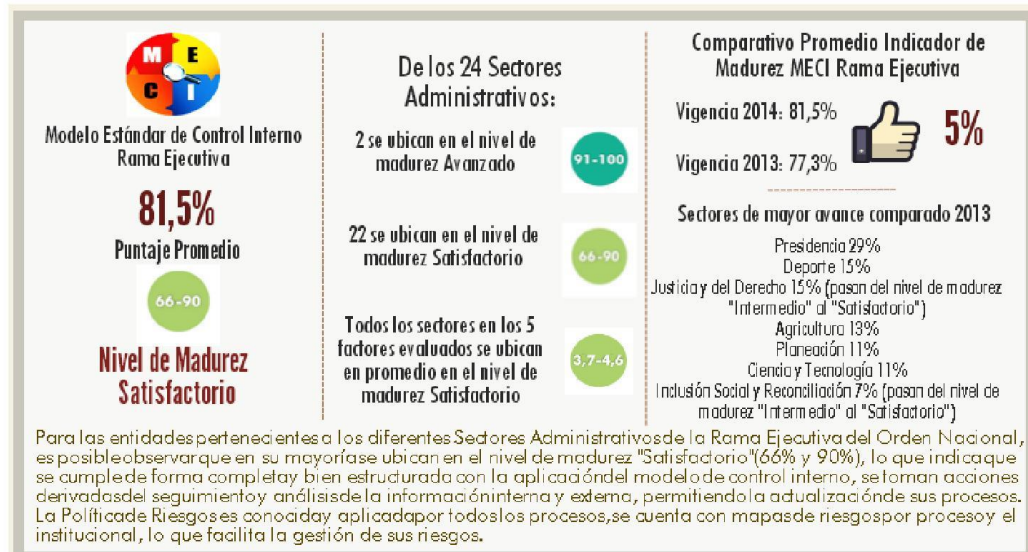 M E
C I
Modelo Estándar de Control Interno
Rama Ejecutiva
81,5%
Puntaje Promedio
66-90
Nivel de Madurez
Satisfactorio
De los 24 Sectores
Administrativos:
2 se ubican en el nivel de
madurez Avanzado
91-100
22 se ubican en el nivel de
madurez Satisfactorio
66-90
Todos los sectores en los 5
factores evaluados se ubican
en promedio en el nivel de
madurez Satisfactorio
3,7-4,6
Comparativo Promedio Indicador de
Madurez MECI Rama Ejecutiva
Vigencia 2014: 81,5%
5%
Vigencia 2013: 77,3%
Sectores de mayor avance comparado 2013
Presidencia 29%
Deporte 15%
Justicia y del Derecho 15% (pasan del nivel de madurez
"Intermedio" al "Satisfactorio")
Agricultura 13%
Planeación 11%
Ciencia y Tecnología 11%
Inclusión Social y Reconciliación 7% (pasan del nivel de
madurez "Intermedio" al "Satisfactorio")
Para las entidades pertenecientes a los diferentes Sectores Administrativos de la Rama Ejecutiva del Orden Nacional,
es posible observar que en su mayoría se ubican en el nivel de madurez "Satisfactorio" (66% y 90%), lo que indica que
se cumple de forma completa y bien estructurada con la aplicación del modelo de control interno, se toman acciones
derivadas del seguimiento y análisis de la información interna y externa, permitiendo la actualización de sus procesos.
La Política de Riesgos es conocida y aplicada por todos los procesos, se cuenta con mapas de riesgos por proceso y el
institucional, lo que facilita la gestión de sus riesgos.